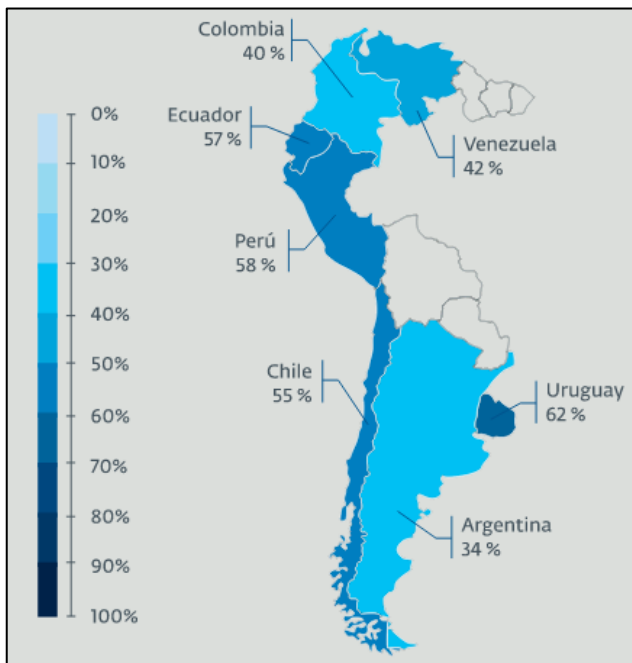 Colombia
40 %
Ecuador
57 %
Venezuela
42 %
Perú
58 %
Chile
55 %
Uruguay
62 %
Argentina
34 %
0%
10%
20%
30%
40%
50%
60%
70%
80%
90%
100%